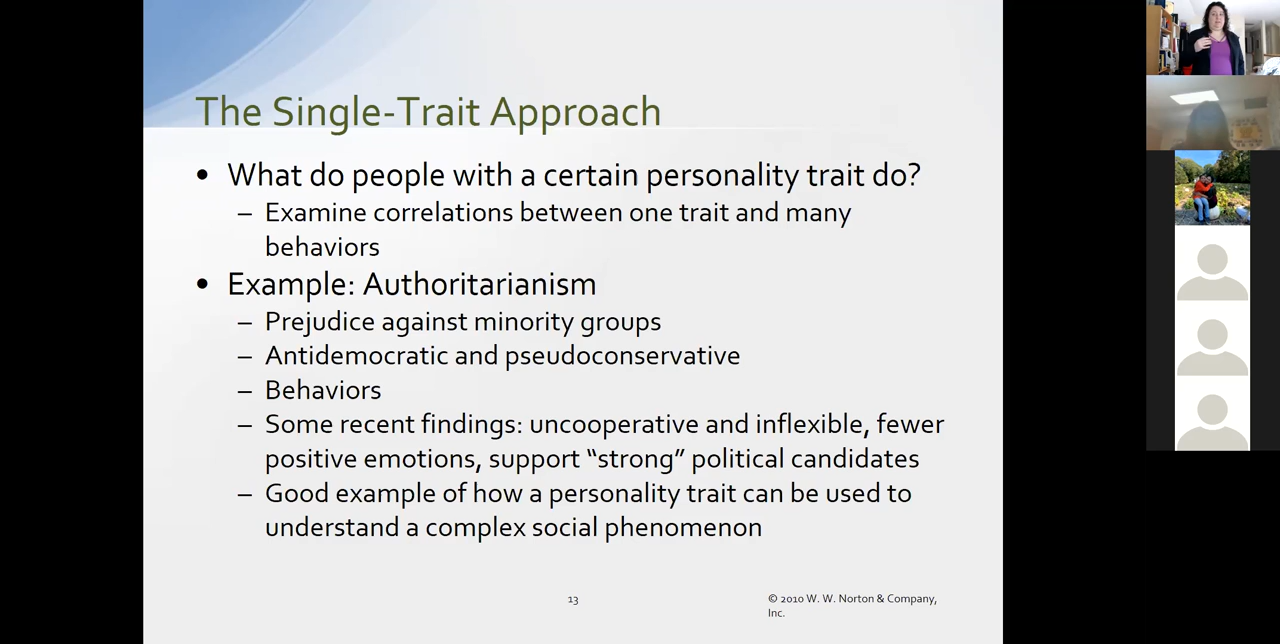 The Single-Trait Approach
• What do people with a certain personality trait do?
– Examine correlations between one trait and many
behaviors
• Example: Authoritarianism
– Prejudice against minority groups
– Antidemocratic and pseudoconservative
– Behaviors
– Some recent findings: uncooperative and inflexible, fewer
positive emotions, support “strong” political candidates
– Good example of how a personality trait can be used to
understand a complex social phenomenon
13
© 2010 W. W. Norton & Company,
Inc.